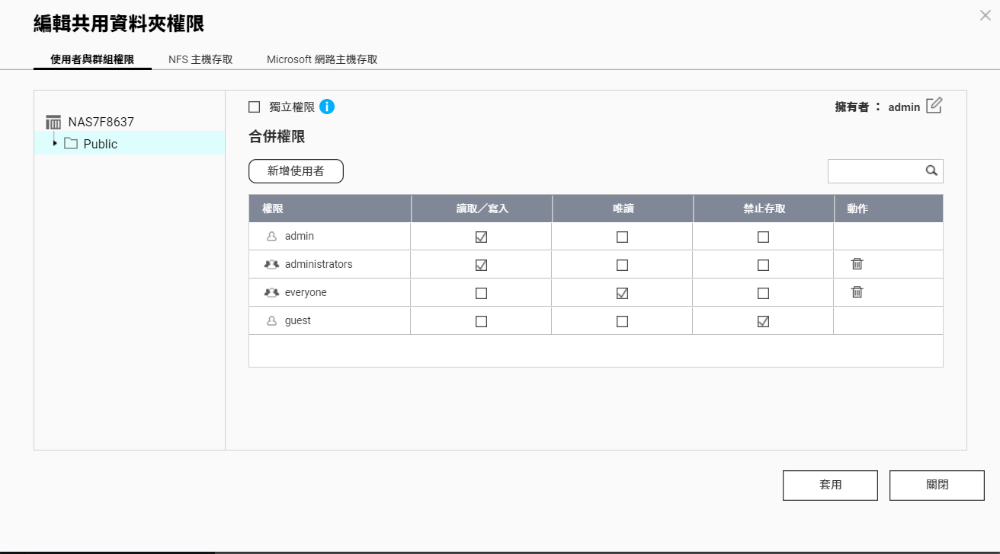 編輯共用資料夾權限
使用者與群組權限 NFS 主機存取 Microsoft 網路主機存取
NAS7F8637
Public
獨立權限 i 擁有者 : admin
合併權限
新增使用者
權限 讀取／寫入 唯讀 禁止存取 動作
admin
administrators
everyone
guest
套用 關閉